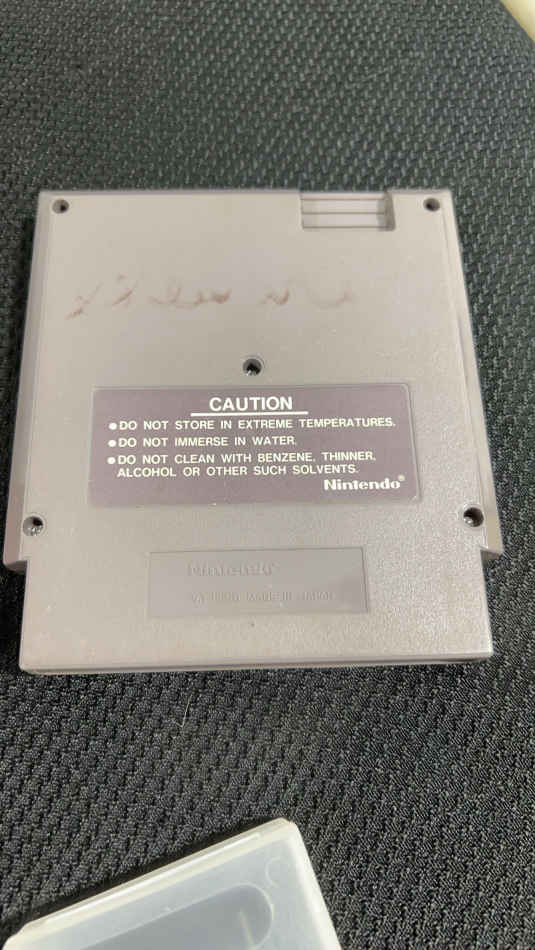 CAUTION
●DO NOT STORE IN EXTREME TEMPERATURES.
●DO NOT IMMERSE IN WATER.
●DO NOT CLEAN WITH BENZENE, THINNER,
ALCOHOL OR OTHER SUCH SOLVENTS.
Nintendo®
Nintendo
MADE IN JAPAN